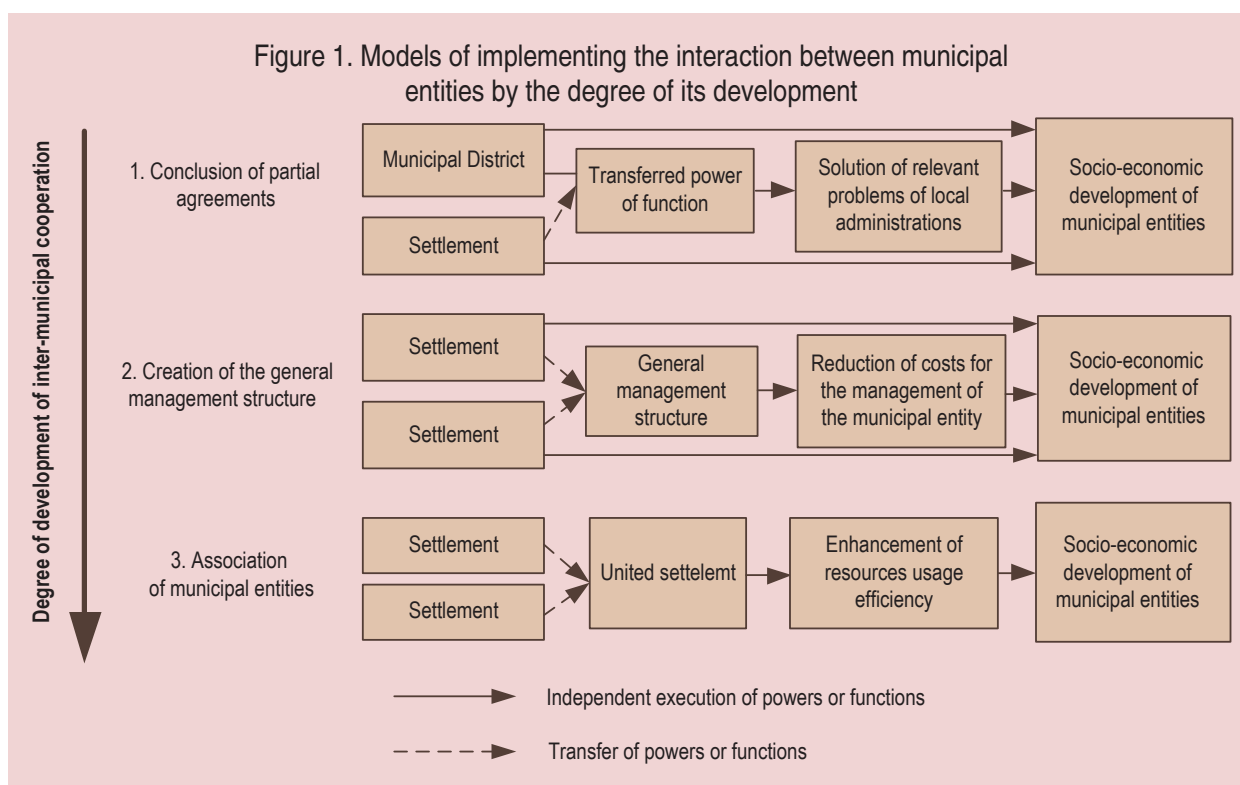 Figure 1. Models of implementing the interaction between municipal
entities by the degree of its development
Degree of development of inter-municipal cooperation
1. Conclusion of partial
agreements
Municipal District
Settlement
Transferred power
of function
Solution of relevant
problems of local
administrations
Socio-economic
development of
municipal entities
2. Creation of the general
management structure
Settlement
Settlement
General
management
structure
Reduction of costs for
the management of
the municipal entity
Socio-economic
development of
municipal entities
3. Association
of municipal entities
Settlement
Settlement
United settelemt
Enhancement of
resources usage
efficiency
Socio-economic
development of
municipal entities
Independent execution of powers or functions
Transfer of powers or functions